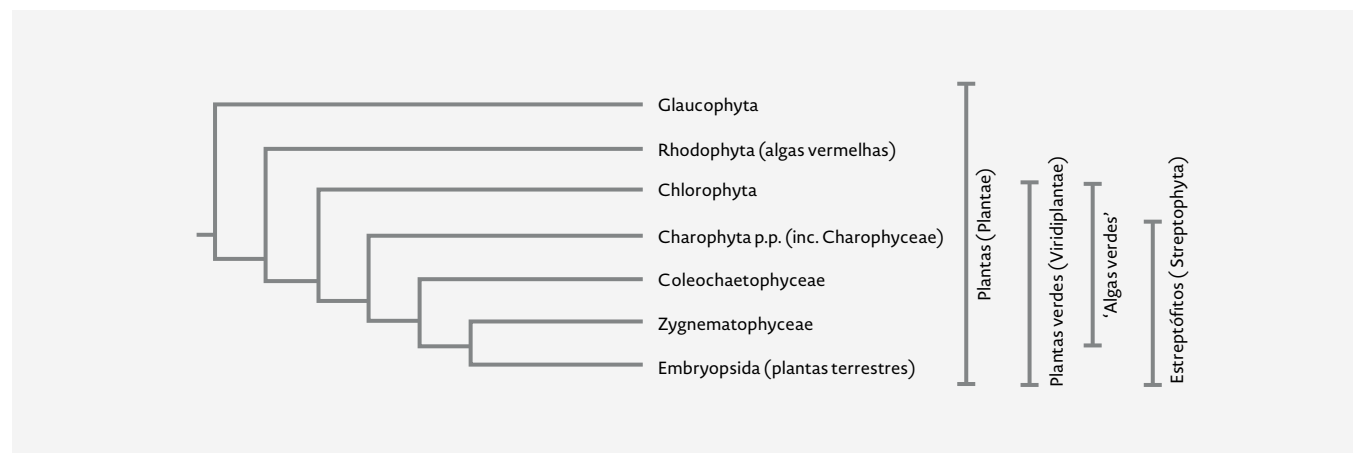 Glaucophyta
Rhodophyta (algas vermelhas)
Chlorophyta
Charophyta p.p. (inc. Charophyceae)
Coleochaetophyceae
Zygnematophyceae
Embryopsida (plantas terrestres)
Plantas (Plantae)
Plantas verdes (Viridiplantae)
‘Algas verdes’
Estreptófitos ( Streptophyta)